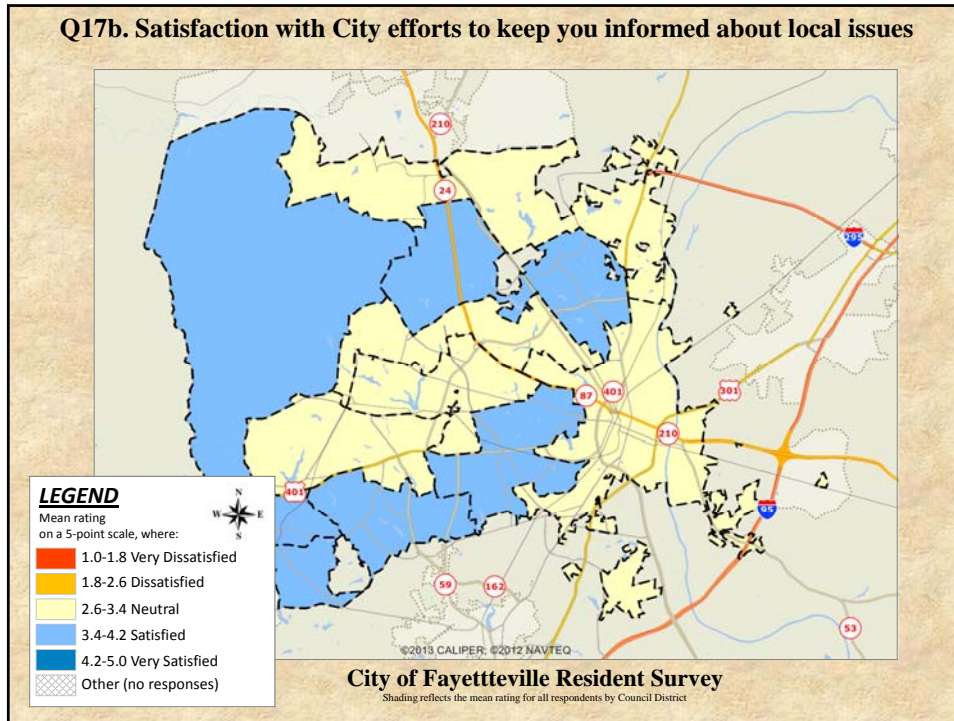 Q17b. Satisfaction with City efforts to keep you informed about local issues
210
24
295
87
401
301
210
401
95
59
162
53
LEGEND
Mean rating
on a 5-point scale, where:
N
W E
S
1.0-1.8 Very Dissatisfied
1.8-2.6 Dissatisfied
2.6-3.4 Neutral
3.4-4.2 Satisfied
4.2-5.0 Very Satisfied
Other (no responses)
©2013 CALIPER; ©2012 NAVTEQ
City of Fayettteville Resident Survey
Shading reflects the mean rating for all respondents by Council District